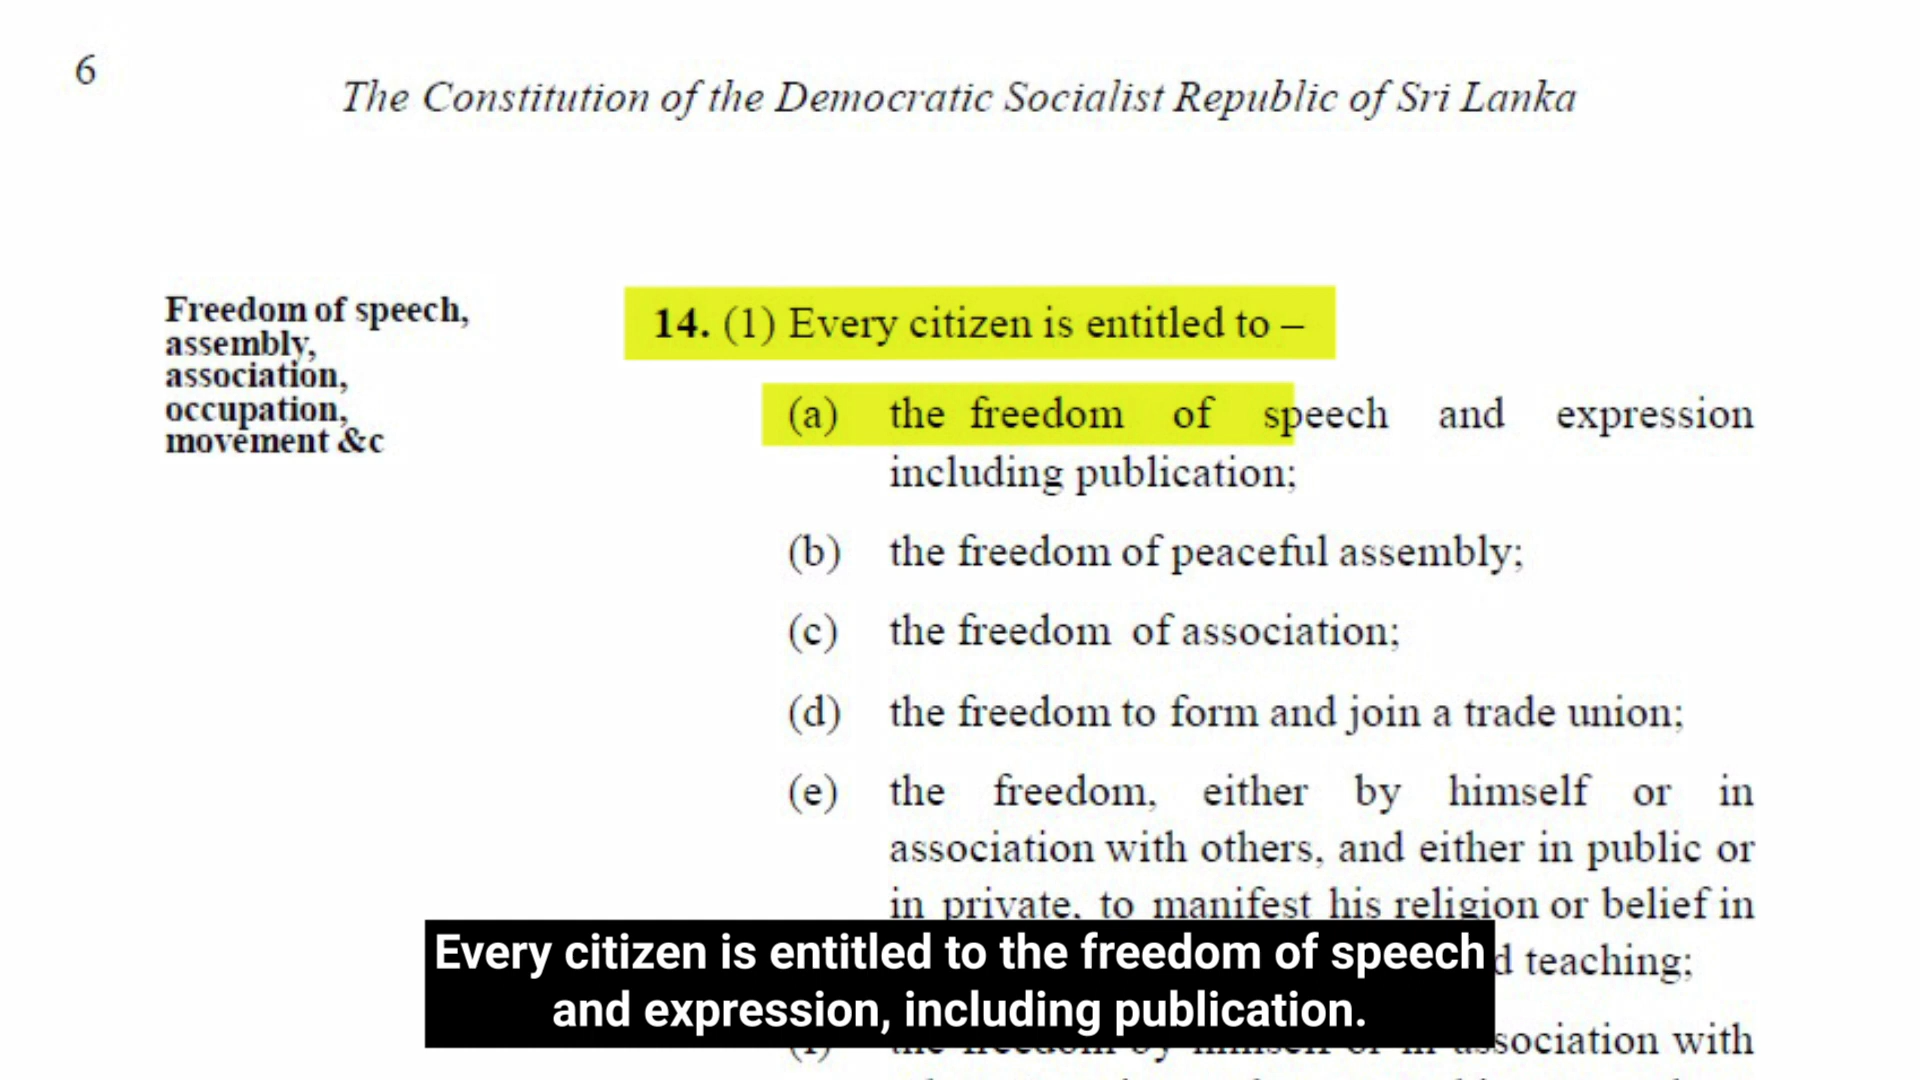 6
The Constitution of the Democratic Socialist Republic of Sri Lanka
Freedom of speech,
assembly,
association,
occupation,
movement &c
14. (1) Every citizen is entitled to –
(a) the freedom of speech and expression
including publication;
(b) the freedom of peaceful assembly;
(c) the freedom of association;
(d) the freedom to form and join a trade union;
(e) the freedom, either by himself or in
association with others, and either in public or
in private, to manifest his religion or belief in
teaching;
association with
Every citizen is entitled to the freedom of speech
and expression, including publication.